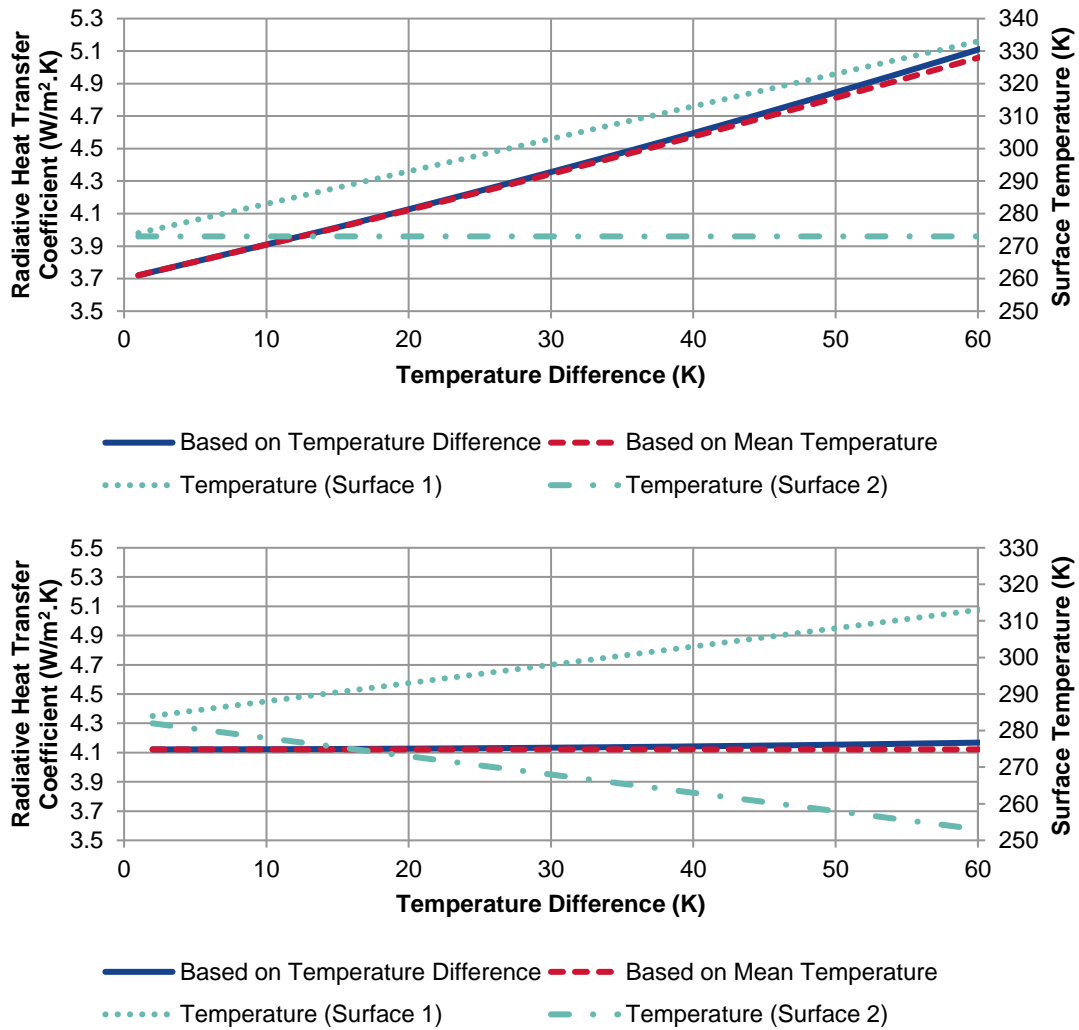 Radiative Heat Transfer
Coefficient (W/m².K)
5.3
5.1
4.9
4.7
4.5
4.3
4.1
3.9
3.7
3.5
340
330
320
310
300
290
280
270
260
250
Surface Temperature (K)
0 10 20 30 40 50 60
Temperature Difference (K)
Based on Temperature Difference
Based on Mean Temperature
Temperature (Surface 1)
Temperature (Surface 2)
Radiative Heat Transfer
Coefficient (W/m².K)
5.5
5.3
5.1
4.9
4.7
4.5
4.3
4.1
3.9
3.7
3.5
330
320
310
300
290
280
270
260
250
Surface Temperature (K)
0 10 20 30 40 50 60
Temperature Difference (K)
Based on Temperature Difference
Based on Mean Temperature
Temperature (Surface 1)
Temperature (Surface 2)